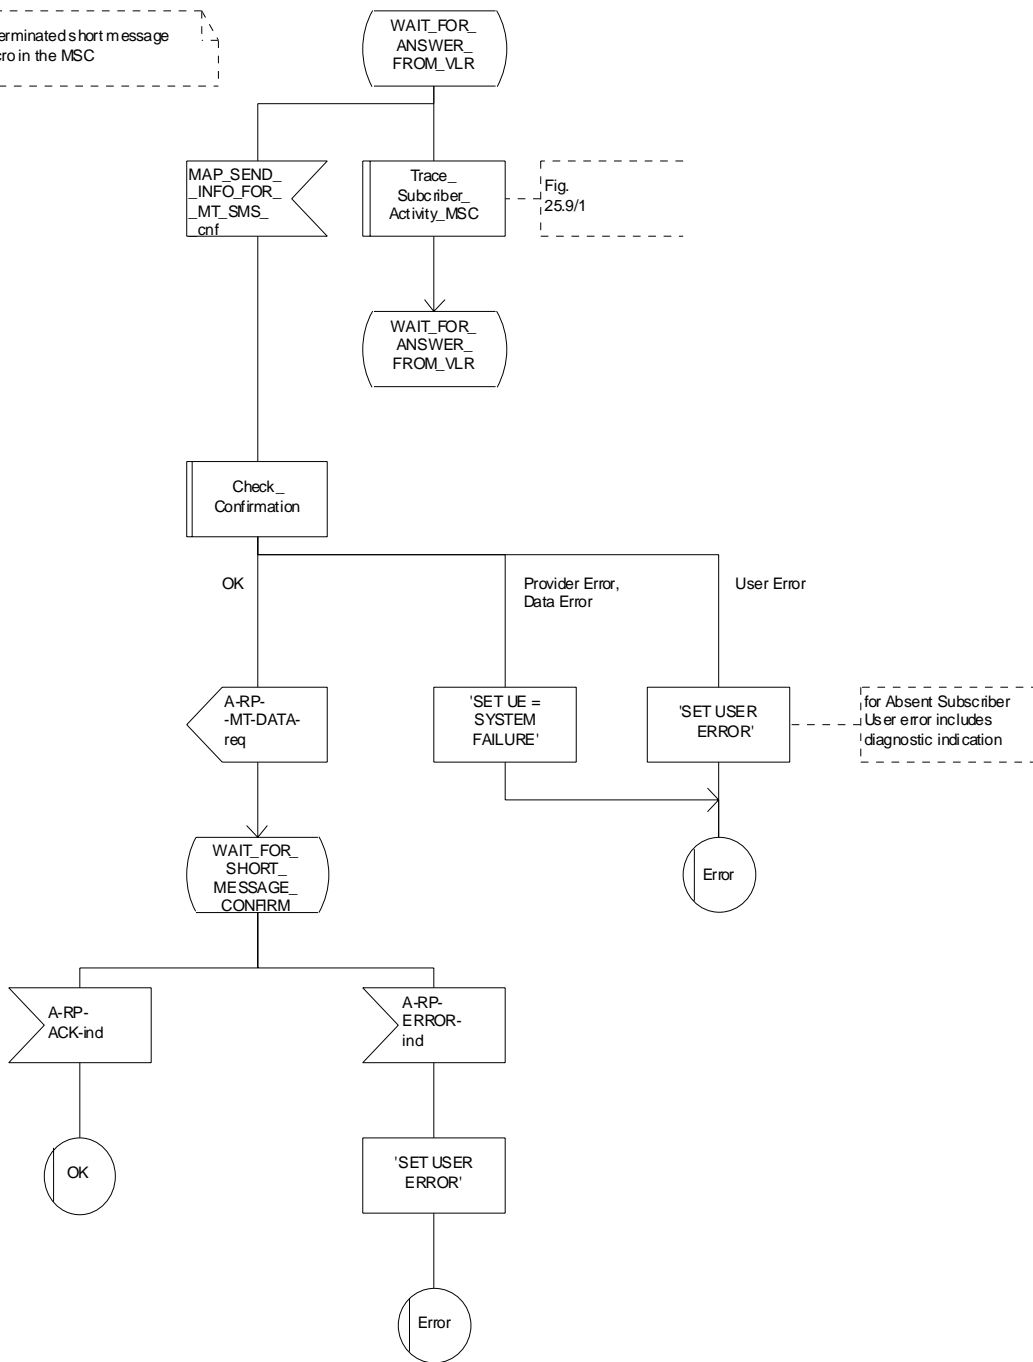 terminated short message
cro in the MSC
WAIT_FOR_
ANSWER_
FROM_VLR
MAP_SEND_
_INFO_FOR_
_MT_SMS_
_cnf
Trace_
Subcriber_
Activity_MSC
Fig.
25.9/1
WAIT_FOR_
ANSWER_
FROM_VLR
Check_
Confirmation
OK
Provider Error,
Data Error
User Error
A-RP-
-MT-DATA-
req
'SET UE =
SYSTEM
FAILURE'
'SET USER
ERROR'
for Absent Subscriber
User error includes
diagnostic indication
WAIT_FOR_
SHORT_
MESSAGE_
CONFIRM
Error
A-RP-
ACK-ind
A-RP-
ERROR-
ind
OK
'SET USER
ERROR'
Error